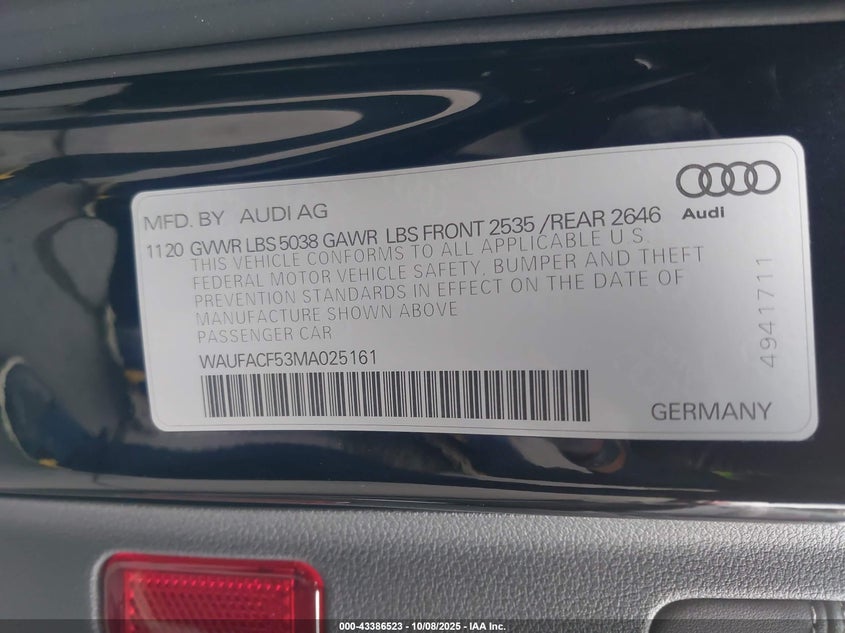 MFD. BY AUDI AG
Audi
1120 GVWR LBS 5038 GAWR LBS FRONT 2535 /REAR 2646
THIS VEHICLE CONFORMS TO ALL APPLICABLE U.S.
FEDERAL MOTOR VEHICLE SAFETY, BUMPER AND THEFT
PREVENTION STANDARDS IN EFFECT ON THE DATE OF
MANUFACTURE SHOWN ABOVE
PASSENGER CAR
WAUFACF53MA025161
4941711
GERMANY
000-43386523 - 10/08/2025 - IAA Inc.